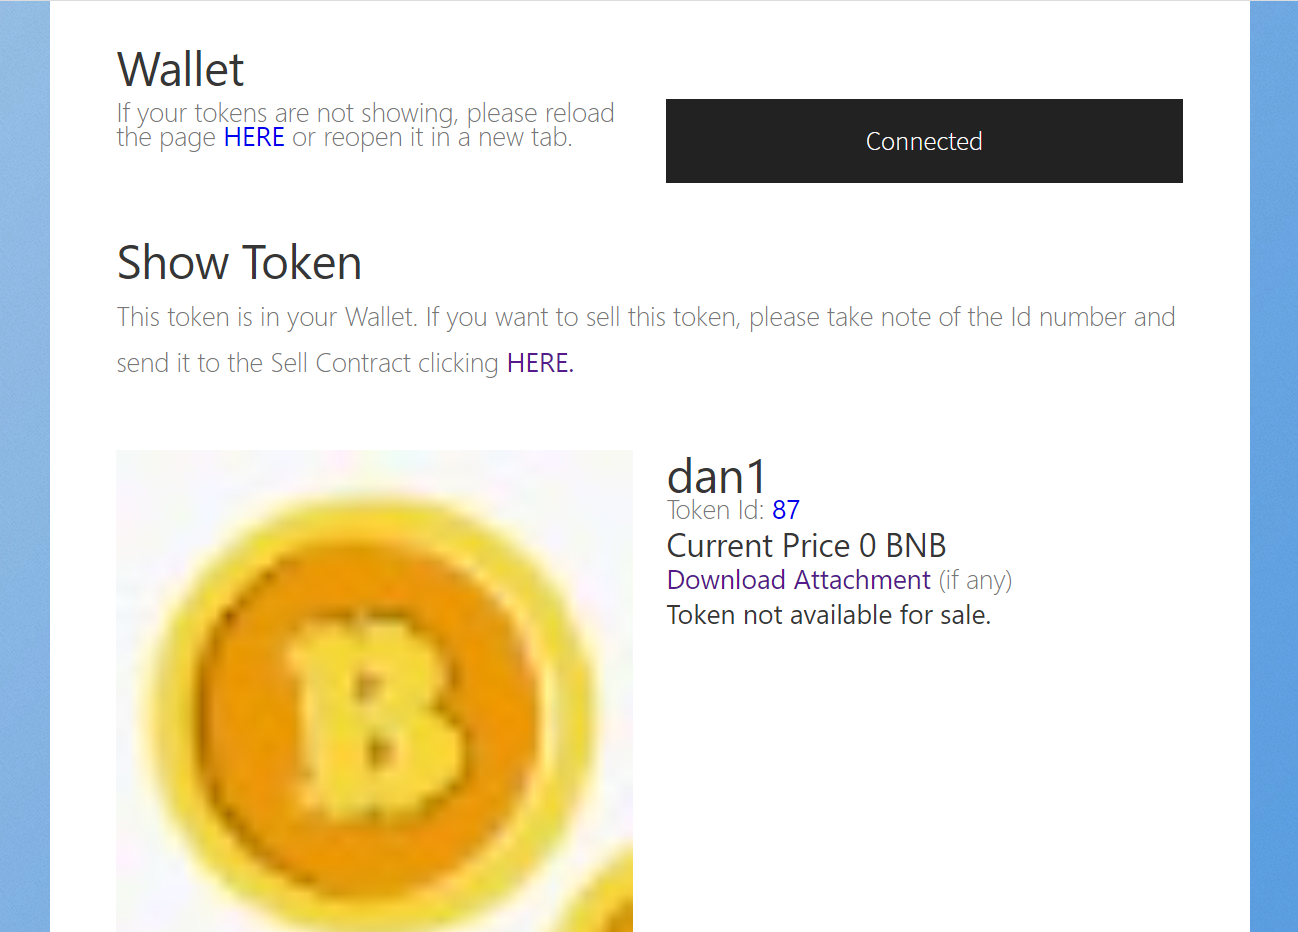 Wallet
If your tokens are not showing, please reload
the page HERE or reopen it in a new tab.
Connected
Show Token
This token is in your Wallet. If you want to sell this token, please take note of the Id number and
send it to the Sell Contract clicking HERE.
B
dan1
Token Id: 87
Current Price 0 BNB
Download Attachment (if any)
Token not available for sale.